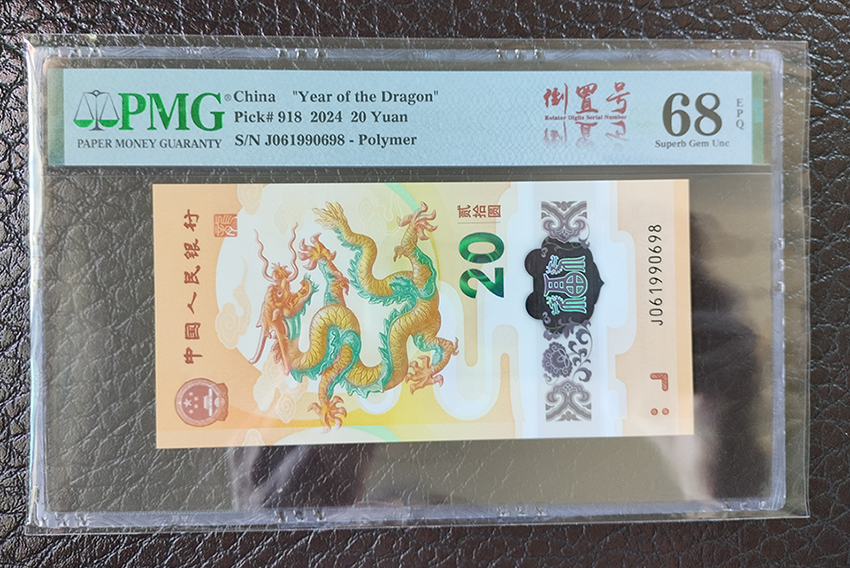 PMG® China "Year of the Dragon"
Pick# 918 2024 20 Yuan
PAPER MONEY GUARANTY
S/N J061990698 - Polymer
倒置号
Rotator Digits Serial Number
68 EPQ
Superb Gem Unc
中国人民银行
贰拾圆
20
福
J061990698